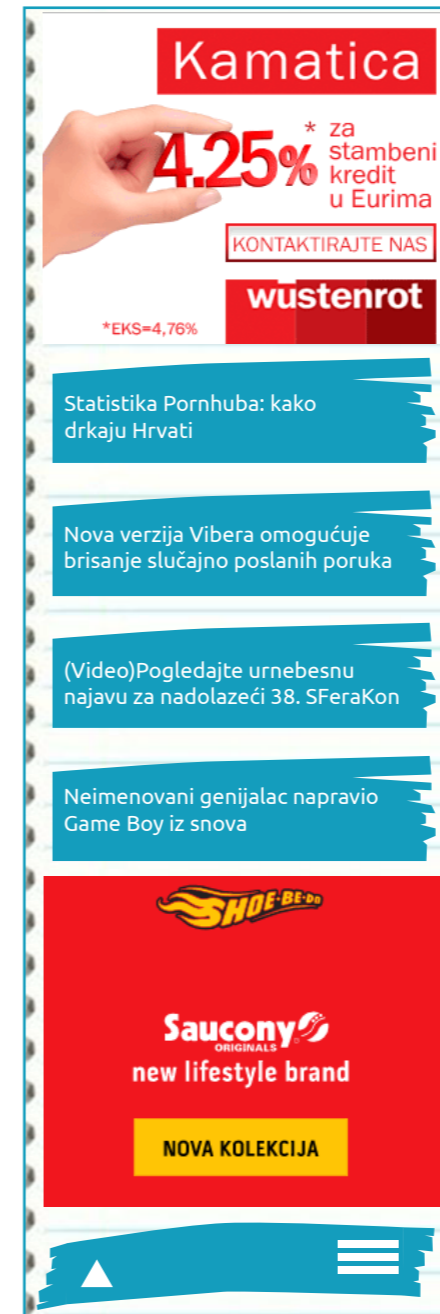 Kamatica
4.25%
* za
stambeni
kredit
u Eurima
KONTAKTIRAJTE NAS
wüstenrot
*EKS=4,76%
Statistika Pornhuba: kako
drkaju Hrvati
Nova verzija Vibera omogućuje
brisanje slučajno poslanih poruka
(Video)Pogledajte urnebesnu
najavu za nadolazeći 38. SFeraKon
Neimenovani genijalac napravio
Game Boy iz snova
SHOE·BE·DO
Saucony
ORIGINALS
new lifestyle brand
NOVA KOLEKCIJA